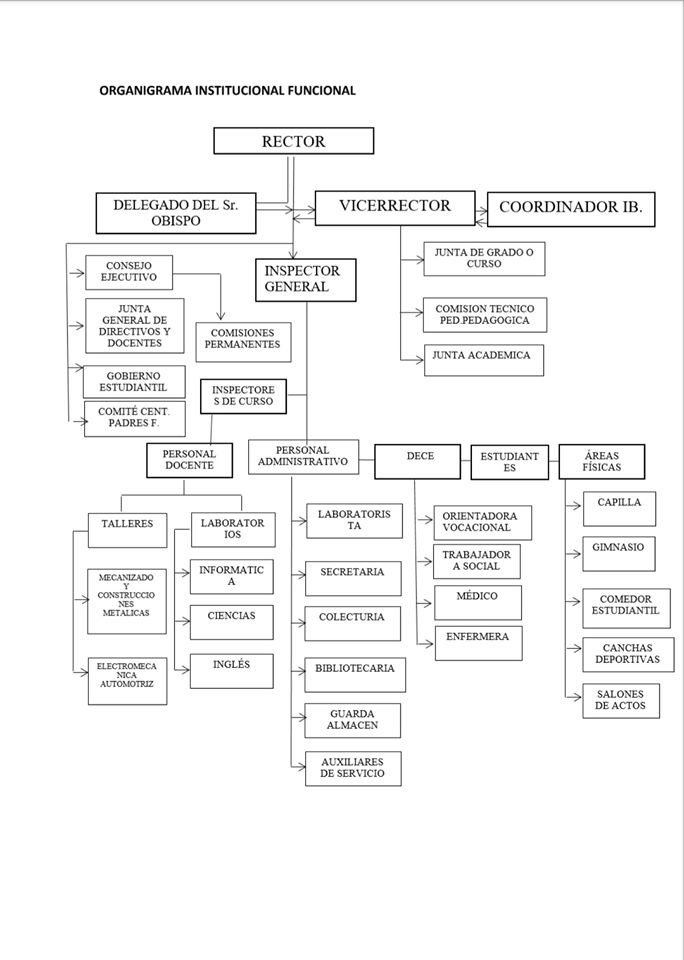 ORGANIGRAMA INSTITUCIONAL FUNCIONAL
RECTOR
DELEGADO DEL Sr.
OBISPO
VICERRECTOR
COORDINADOR IB.
CONSEJO
EJECUTIVO
INSPECTOR
GENERAL
JUNTA DE GRADO O
CURSO
JUNTA
GENERAL DE
DIRECTIVOS Y
DOCENTES
COMISIONES
PERMANENTES
COMISION TECNICO
PED.PEDAGOGICA
JUNTA ACADEMICA
GOBIERNO
ESTUDIANTIL
INSPECTORE
S DE CURSO
COMITÉ CENT.
PADRES F.
PERSONAL
DOCENTE
PERSONAL
ADMINISTRATIVO
DECE
ESTUDIANT
ES
ÁREAS
FÍSICAS
TALLERES
LABORATOR
IOS
LABORATORIS
TA
ORIENTADORA
VOCACIONAL
CAPILLA
MECANIZADO
Y
CONSTRUCCIO
NES
METALICAS
INFORMATIC
A
SECRETARIA
TRABAJADOR
A SOCIAL
GIMNASIO
CIENCIAS
COLECTURIA
MÉDICO
COMEDOR
ESTUDIANTIL
ELECTROMECA
NICA
AUTOMOTRIZ
INGLÉS
BIBLIOTECARIA
ENFERMERA
CANCHAS
DEPORTIVAS
GUARDA
ALMACEN
SALONES
DE ACTOS
AUXILIARES
DE SERVICIO